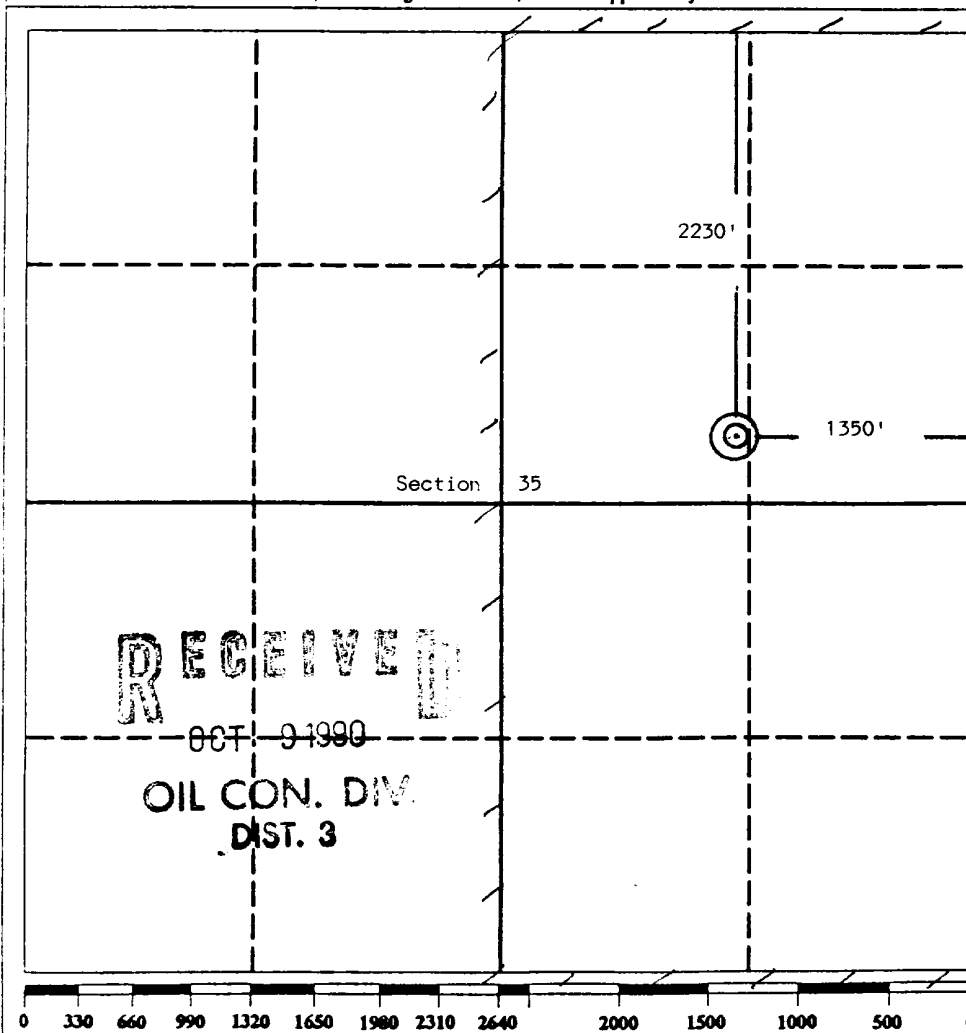 2230'
1350'
Section 35
RECEIVED
OCT 9 1980
OIL CON. DIV.
DIST. 3
0 330 660 990 1320 1650 1980 2310 2640 2000 1500 1000 500